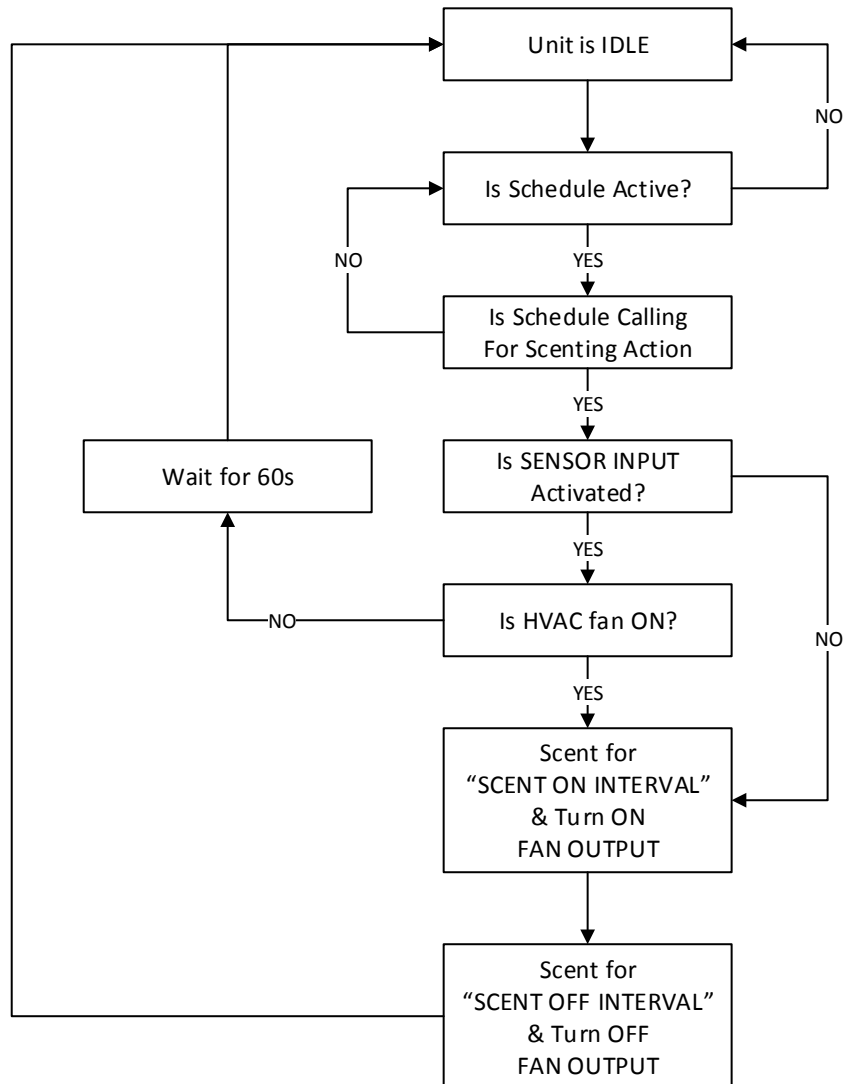 Unit is IDLE
NO
Is Schedule Active?
NO
YES
Is Schedule Calling
For Scenting Action
YES
Wait for 60s
Is SENSOR INPUT
Activated?
YES
NO
Is HVAC fan ON?
NO
YES
Scent for
“SCENT ON INTERVAL”
& Turn ON
FAN OUTPUT
Scent for
“SCENT OFF INTERVAL”
& Turn OFF
FAN OUTPUT